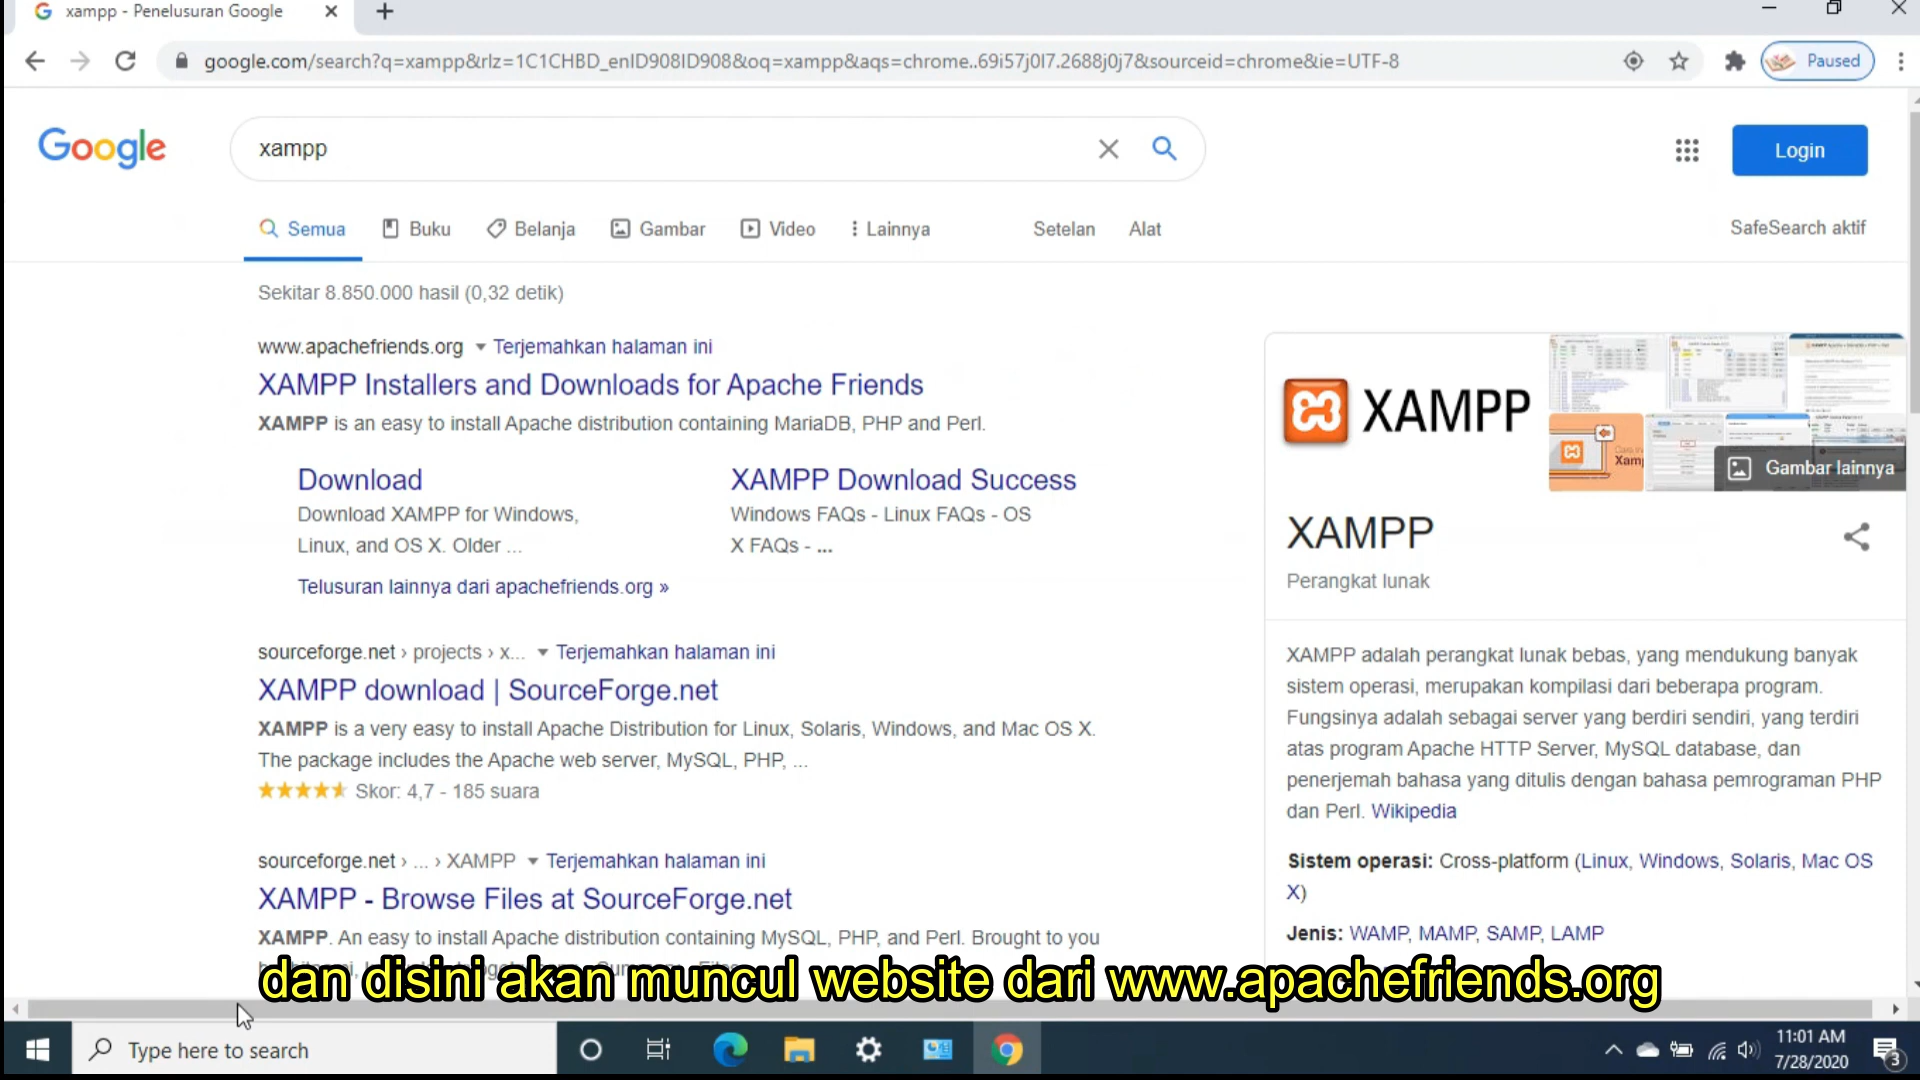 xampp - Penelusuran Google
google.com/search?q=xampp&rlz=1C1CHBD_enID908ID908&oq=xampp&aqs=chrome..69i57j0l7.2688j0j7&sourceid=chrome&ie=UTF-8
Paused
Google
xampp
Login
Semua
Buku
Belanja
Gambar
Video
Lainnya
Setelan
Alat
SafeSearch aktif
Sekitar 8.850.000 hasil (0,32 detik)
www.apachefriends.org
Terjemahkan halaman ini
XAMPP Installers and Downloads for Apache Friends
XAMPP is an easy to install Apache distribution containing MariaDB, PHP and Perl.
Download
Download XAMPP for Windows,
Linux, and OS X. Older ...
XAMPP Download Success
Windows FAQs - Linux FAQs - OS
X FAQs - ...
Telusuran lainnya dari apachefriends.org »
sourceforge.net › projects › x...
Terjemahkan halaman ini
XAMPP download | SourceForge.net
XAMPP is a very easy to install Apache Distribution for Linux, Solaris, Windows, and Mac OS X.
The package includes the Apache web server, MySQL, PHP, ...
Skor: 4,7 - 185 suara
sourceforge.net › ... › XAMPP
Terjemahkan halaman ini
XAMPP - Browse Files at SourceForge.net
XAMPP. An easy to install Apache distribution containing MySQL, PHP, and Perl. Brought to you
XAMPP
Gambar lainnya
XAMPP
Perangkat lunak
XAMPP adalah perangkat lunak bebas, yang mendukung banyak
sistem operasi, merupakan kompilasi dari beberapa program.
Fungsinya adalah sebagai server yang berdiri sendiri, yang terdiri
atas program Apache HTTP Server, MySQL database, dan
penerjemah bahasa yang ditulis dengan bahasa pemrograman PHP
dan Perl. Wikipedia
Sistem operasi: Cross-platform (Linux, Windows, Solaris, Mac OS
X)
Jenis: WAMP, MAMP, SAMP, LAMP
dan disini akan muncul website dari www.apachefriends.org
Type here to search
11:01 AM
7/28/2020
3